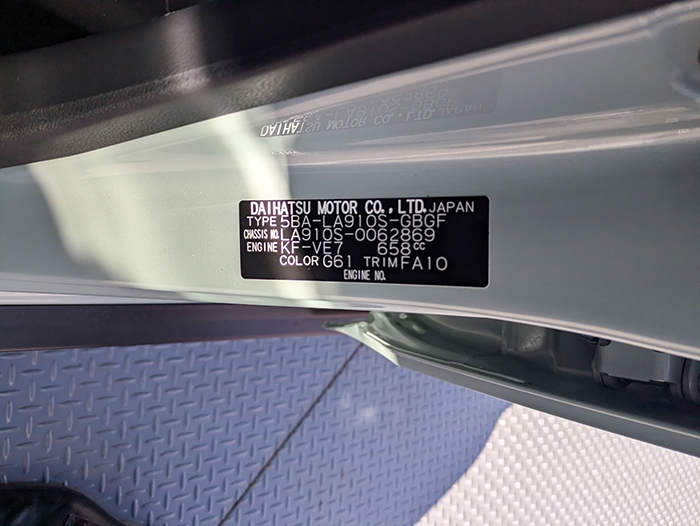 DAIHATSU MOTOR CO., LTD. JAPAN
TYPE 5BA-LA910S-GBGF
CHASSIS NO. LA910S-0062869
ENGINE KF-VE7 658cc
COLOR G61 TRIM FA10
ENGINE NO.